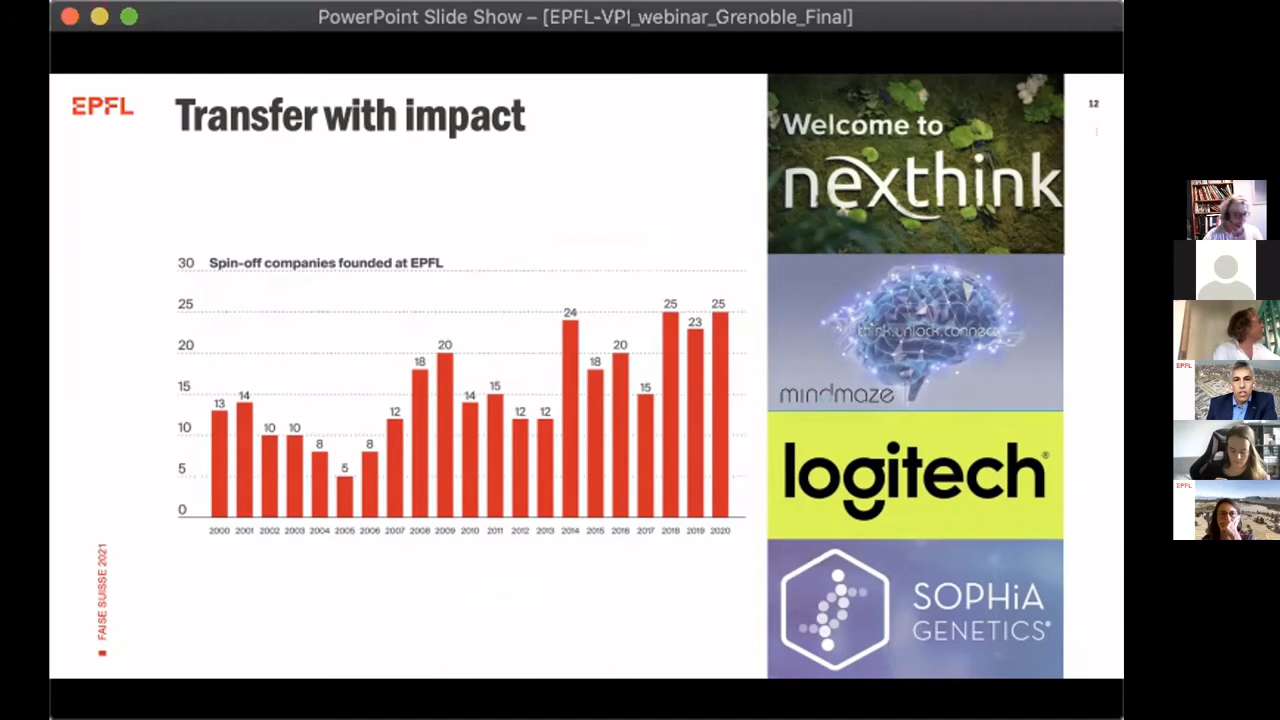 PowerPoint Slide Show – [EPFL-VPI_webinar_Grenoble_Final]
EPFL
Transfer with impact
12
Spin-off companies founded at EPFL
30
25
20
15
10
5
0
13
14
10
10
8
5
8
12
18
20
14
15
12
12
24
18
20
15
25
23
25
2000 2001 2002 2003 2004 2005 2006 2007 2008 2009 2010 2011 2012 2013 2014 2015 2016 2017 2018 2019 2020
FAISE SUISSE 2021
Welcome to
nexthink
think.unlock.connect
mindmaze
logitech®
SOPHiA
GENETICS®
EPFL
EPFL